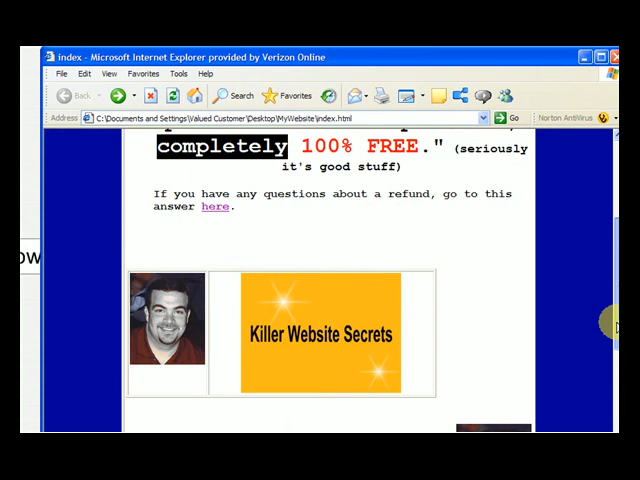 index - Microsoft Internet Explorer provided by Verizon Online
File Edit View Favorites Tools Help
Back Search Favorites
Address C:\Documents and Settings\Valued Customer\Desktop\MyWebsite\index.html Go Norton AntiVirus
completely 100% FREE." (seriously
it's good stuff)
If you have any questions about a refund, go to this
answer here.
ow
Killer Website Secrets